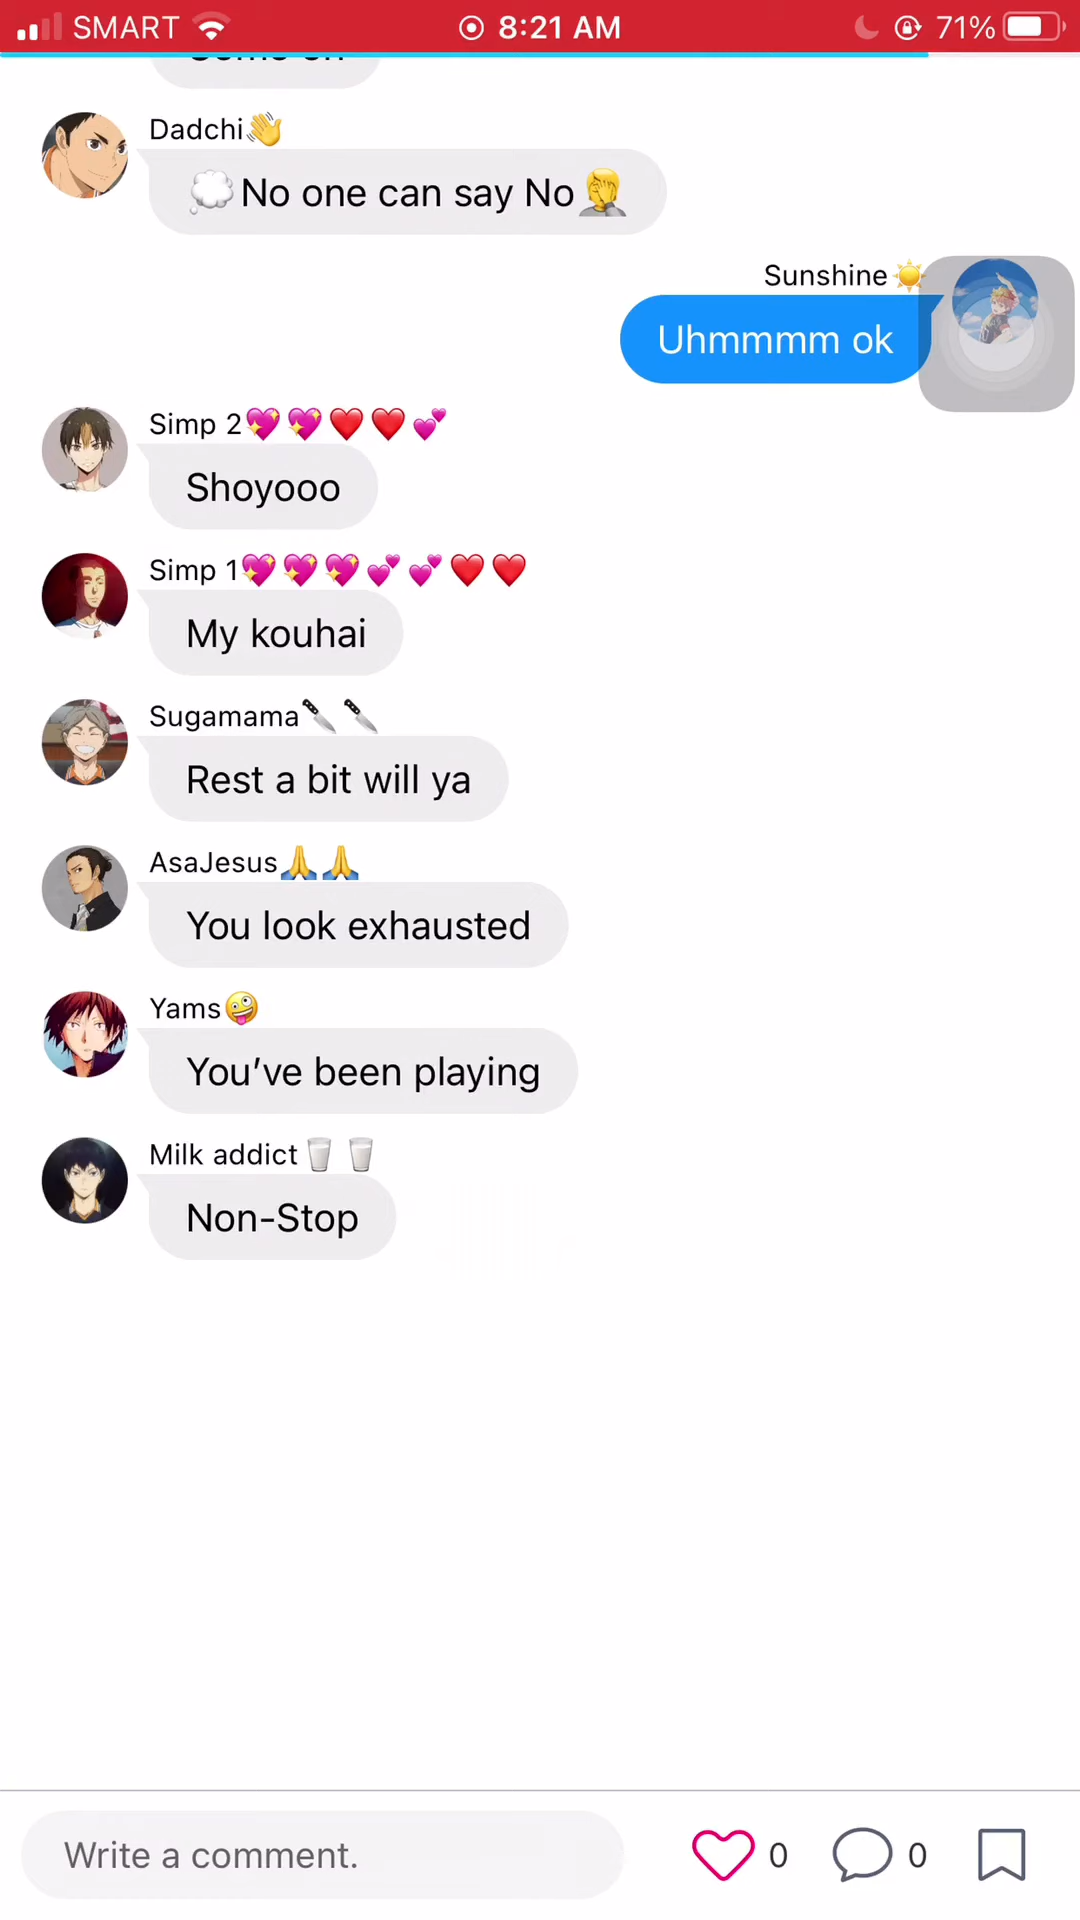 SMART 8:21 AM 71%
Dadchi👋
💭No one can say No🤦
Sunshine☀️
Uhmmmm ok
Simp 2💖💖❤️❤️💕
Shoyooo
Simp 1💖💖💖💕💕❤️❤️
My kouhai
Sugamama🔪🔪
Rest a bit will ya
AsaJesus🙏🙏
You look exhausted
Yams🤪
You’ve been playing
Milk addict🥛🥛
Non-Stop
Write a comment. 0 0